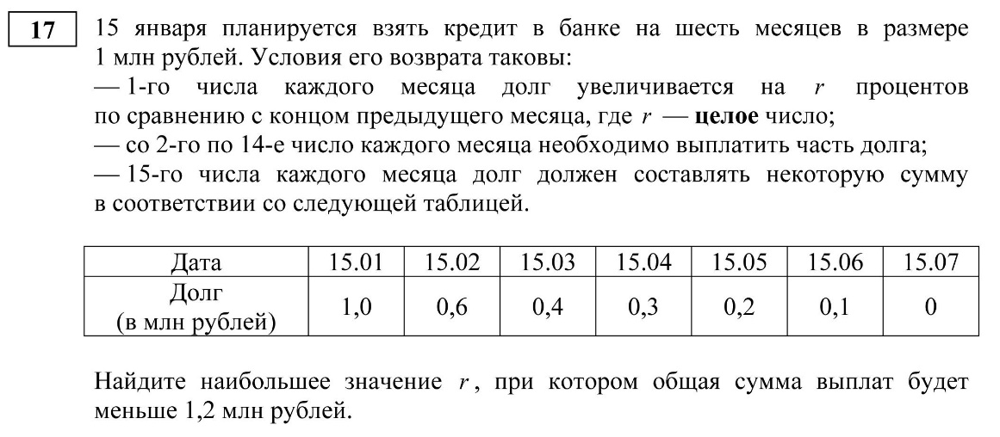 17 15 января планируется взять кредит в банке на шесть месяцев в размере
1 млн рублей. Условия его возврата таковы:
— 1-го числа каждого месяца долг увеличивается на r процентов
по сравнению с концом предыдущего месяца, где r — целое число;
— со 2-го по 14-е число каждого месяца необходимо выплатить часть долга;
— 15-го числа каждого месяца долг должен составлять некоторую сумму
в соответствии со следующей таблицей.
Дата 15.01 15.02 15.03 15.04 15.05 15.06 15.07
Долг
(в млн рублей) 1,0 0,6 0,4 0,3 0,2 0,1 0
Найдите наибольшее значение r, при котором общая сумма выплат будет
меньше 1,2 млн рублей.